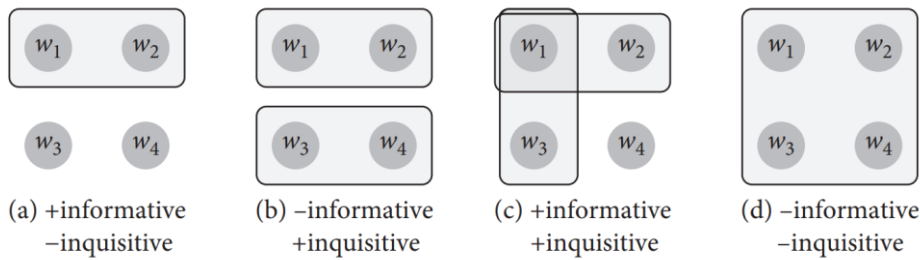 w₁ w₂ w₁ w₂ w₁ w₂ w₁ w₂
w₃ w₄ w₃ w₄ w₃ w₄ w₃ w₄
(a) +informative (b) –informative (c) +informative (d) –informative
−inquisitive +inquisitive +inquisitive –inquisitive